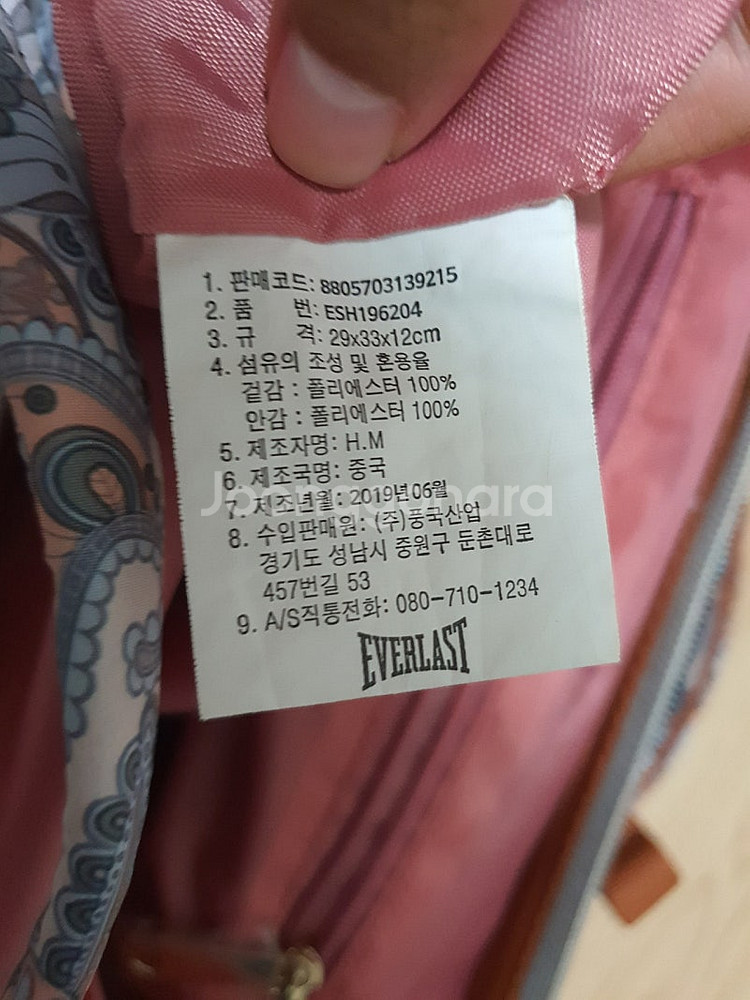 1. 판매코드: 8805703139215
2. 품 번: ESH196204
3. 규 격: 29x33x12cm
4. 섬유의 조성 및 혼용율
겉감 : 폴리에스터 100%
안감 : 폴리에스터 100%
5. 제조자명: H.M
6. 제조국명: 중국
Joonggonara
7. 제조년월: 2019년 06월
8. 수입판매원: (주)풍국산업
경기도 성남시 중원구 둔촌대로
457번길 53
9. A/S직통전화: 080-710-1234
EVERLAST